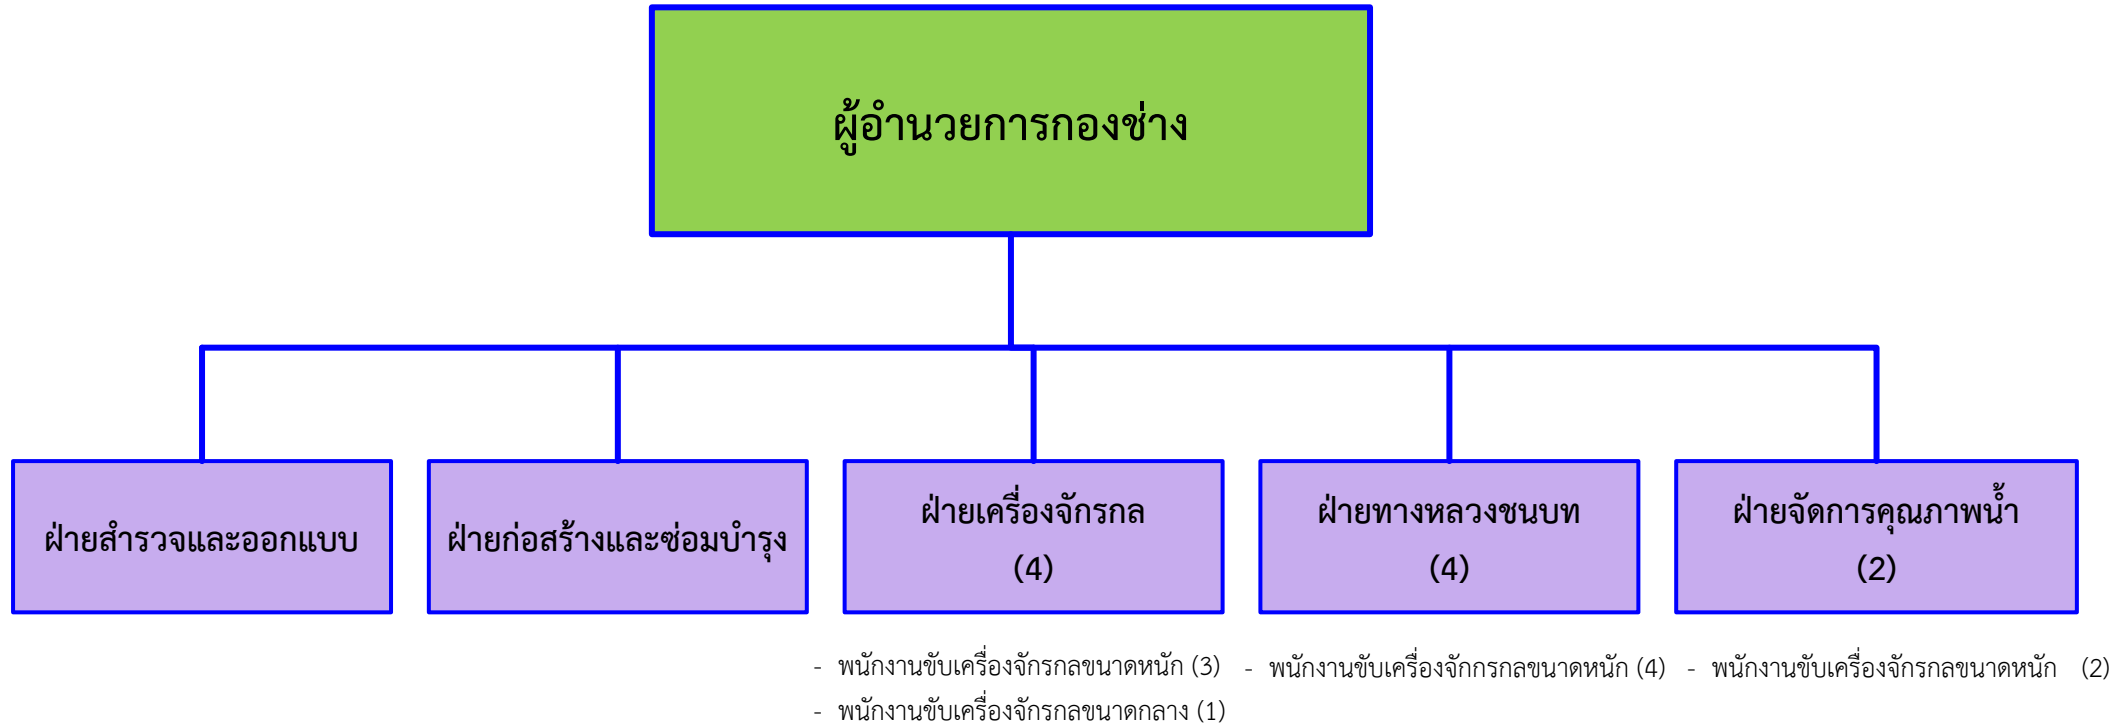 ผู้อำนวยการกองช่าง
ฝ่ายสำรวจและออกแบบ
ฝ่ายก่อสร้างและซ่อมบำรุง
ฝ่ายเครื่องจักรกล
(4)
ฝ่ายทางหลวงชนบท
(4)
ฝ่ายจัดการคุณภาพน้ำ
(2)
- พนักงานขับเครื่องจักรกลขนาดหนัก (3)
- พนักงานขับเครื่องจักรกลขนาดกลาง (1)
- พนักงานขับเครื่องจักกรกลขนาดหนัก (4)
- พนักงานขับเครื่องจักรกลขนาดหนัก (2)